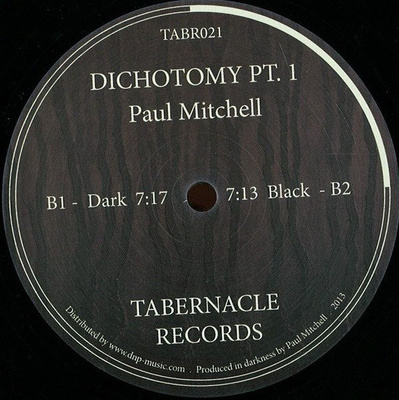 TABR021
DICHOTOMY PT. 1
Paul Mitchell
B1 - Dark 7:17
7:13 Black - B2
TABERNACLE
RECORDS
Distributed by www.dnp-music.com . Produced in darkness by Paul Mitchell 2013